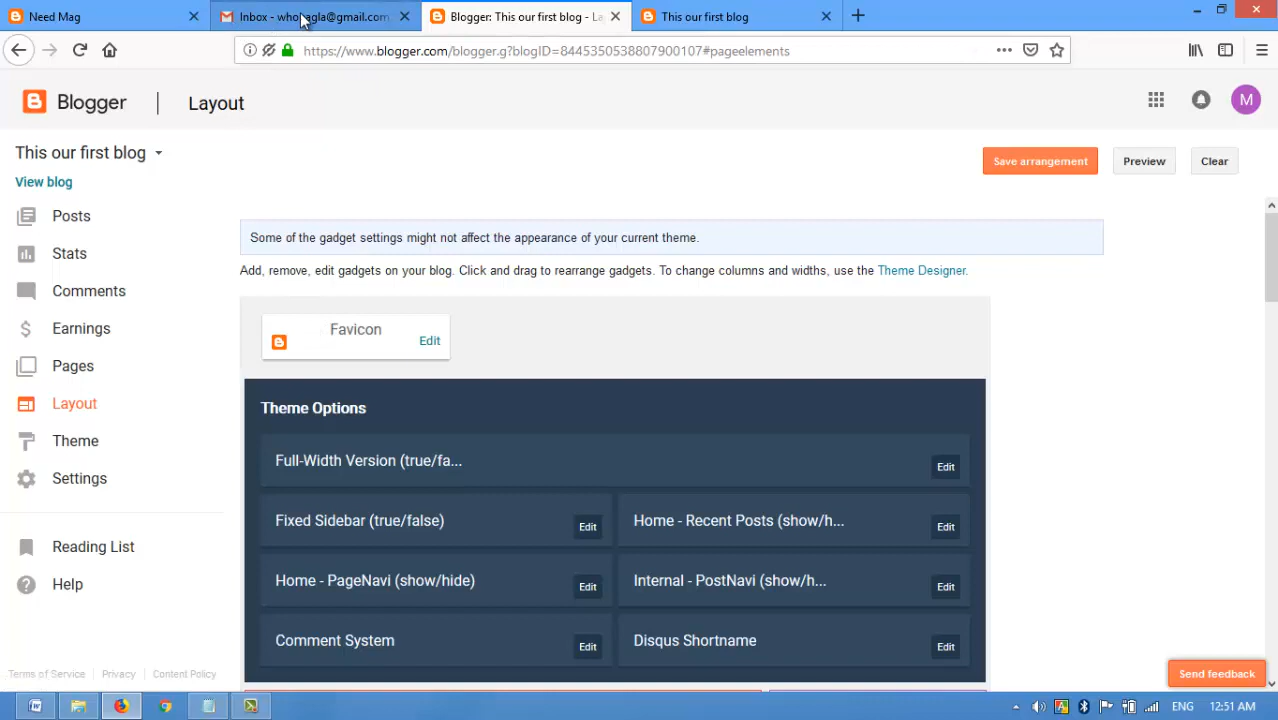 Need Mag
Inbox - who agla@gmail.com
Blogger: This our first blog - La
This our first blog
https://www.blogger.com/blogger.g?blogID=8445350538807900107#pageelements
Blogger
Layout
M
This our first blog
Save arrangement
Preview
Clear
View blog
Posts
Stats
Comments
Earnings
Pages
Layout
Theme
Settings
Reading List
Help
Terms of Service
Privacy
Content Policy
Some of the gadget settings might not affect the appearance of your current theme.
Add, remove, edit gadgets on your blog. Click and drag to rearrange gadgets. To change columns and widths, use the Theme Designer.
Favicon
Edit
Theme Options
Full-Width Version (true/fa...
Edit
Fixed Sidebar (true/false)
Edit
Home - Recent Posts (show/h...
Edit
Home - PageNavi (show/hide)
Edit
Internal - PostNavi (show/h...
Edit
Comment System
Edit
Disqus Shortname
Edit
Send feedback
ENG
12:51 AM